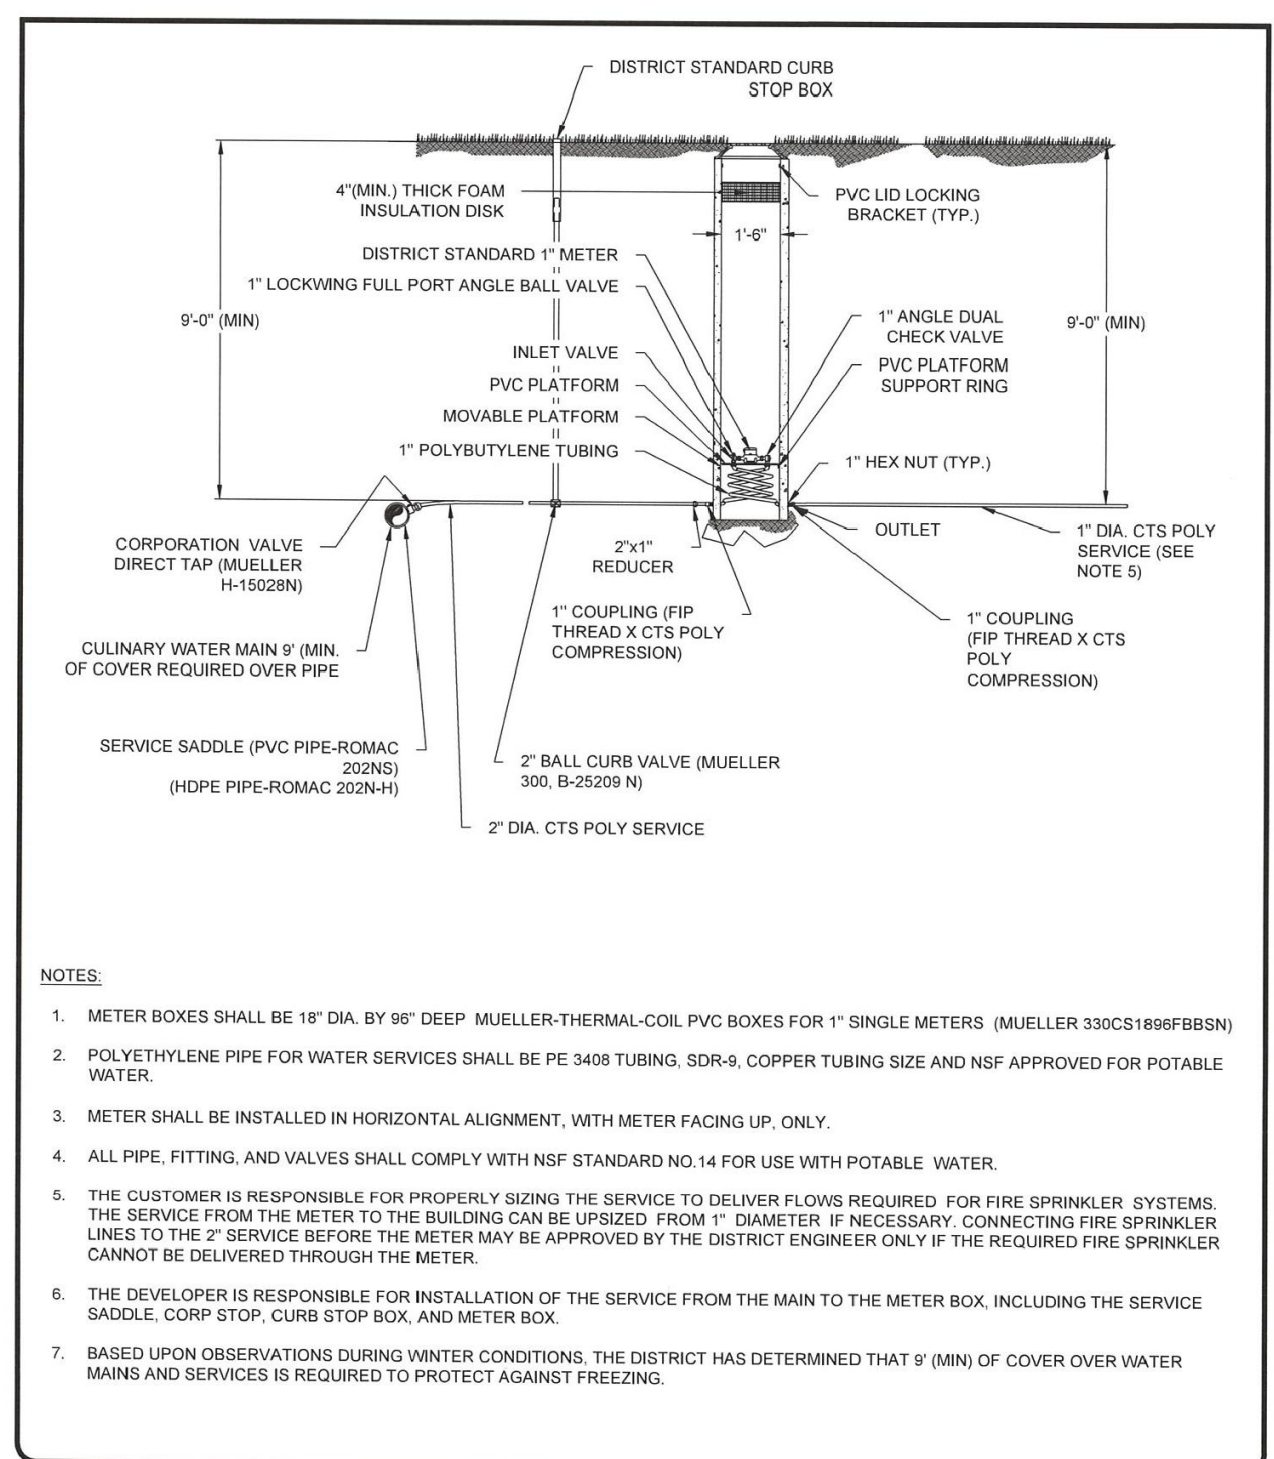 DISTRICT STANDARD CURB
STOP BOX
4"(MIN.) THICK FOAM
INSULATION DISK
PVC LID LOCKING
BRACKET (TYP.)
1'-6"
DISTRICT STANDARD 1" METER
1" LOCKWING FULL PORT ANGLE BALL VALVE
9'-0" (MIN)
1" ANGLE DUAL
CHECK VALVE
9'-0" (MIN)
INLET VALVE
PVC PLATFORM
SUPPORT RING
PVC PLATFORM
MOVABLE PLATFORM
1" POLYBUTYLENE TUBING
1" HEX NUT (TYP.)
OUTLET
1" DIA. CTS POLY
SERVICE (SEE
NOTE 5)
CORPORATION VALVE
DIRECT TAP (MUELLER
H-15028N)
2"x1"
REDUCER
1" COUPLING (FIP
THREAD X CTS POLY
COMPRESSION)
1" COUPLING
(FIP THREAD X CTS
POLY
COMPRESSION)
CULINARY WATER MAIN 9' (MIN.
OF COVER REQUIRED OVER PIPE
SERVICE SADDLE (PVC PIPE-ROMAC
202NS)
(HDPE PIPE-ROMAC 202N-H)
2" BALL CURB VALVE (MUELLER
300, B-25209 N)
2" DIA. CTS POLY SERVICE
NOTES:
1. METER BOXES SHALL BE 18" DIA. BY 96" DEEP MUELLER-THERMAL-COIL PVC BOXES FOR 1" SINGLE METERS (MUELLER 330CS1896FBBSN)
2. POLYETHYLENE PIPE FOR WATER SERVICES SHALL BE PE 3408 TUBING, SDR-9, COPPER TUBING SIZE AND NSF APPROVED FOR POTABLE
WATER.
3. METER SHALL BE INSTALLED IN HORIZONTAL ALIGNMENT, WITH METER FACING UP, ONLY.
4. ALL PIPE, FITTING, AND VALVES SHALL COMPLY WITH NSF STANDARD NO.14 FOR USE WITH POTABLE WATER.
5. THE CUSTOMER IS RESPONSIBLE FOR PROPERLY SIZING THE SERVICE TO DELIVER FLOWS REQUIRED FOR FIRE SPRINKLER SYSTEMS.
THE SERVICE FROM THE METER TO THE BUILDING CAN BE UPSIZED FROM 1" DIAMETER IF NECESSARY. CONNECTING FIRE SPRINKLER
LINES TO THE 2" SERVICE BEFORE THE METER MAY BE APPROVED BY THE DISTRICT ENGINEER ONLY IF THE REQUIRED FIRE SPRINKLER
CANNOT BE DELIVERED THROUGH THE METER.
6. THE DEVELOPER IS RESPONSIBLE FOR INSTALLATION OF THE SERVICE FROM THE MAIN TO THE METER BOX, INCLUDING THE SERVICE
SADDLE, CORP STOP, CURB STOP BOX, AND METER BOX.
7. BASED UPON OBSERVATIONS DURING WINTER CONDITIONS, THE DISTRICT HAS DETERMINED THAT 9' (MIN) OF COVER OVER WATER
MAINS AND SERVICES IS REQUIRED TO PROTECT AGAINST FREEZING.